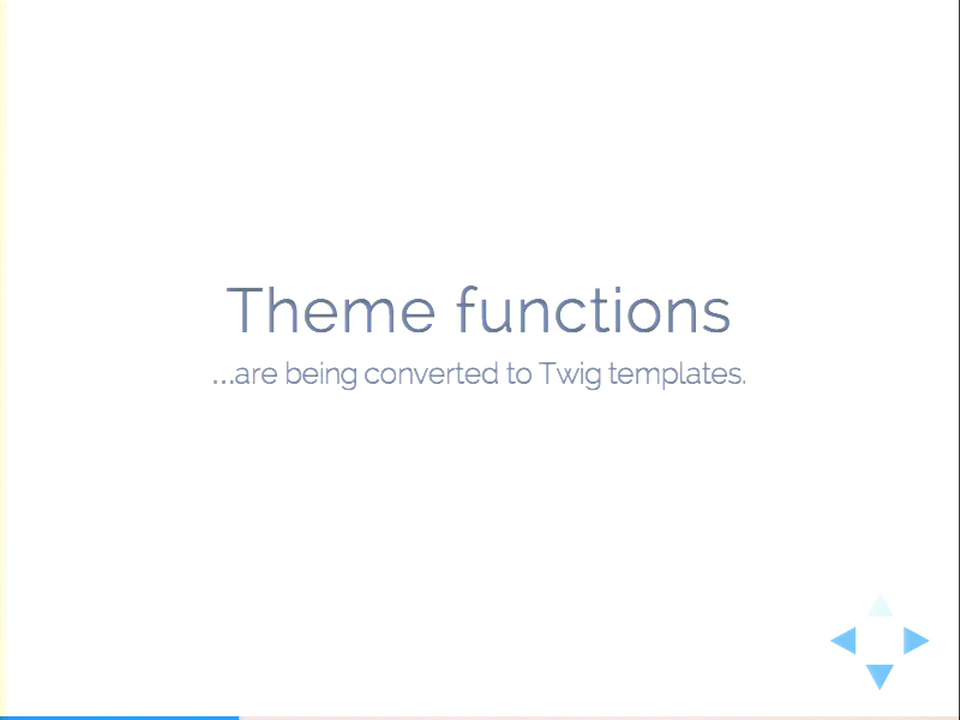 Theme functions
...are being converted to Twig templates.